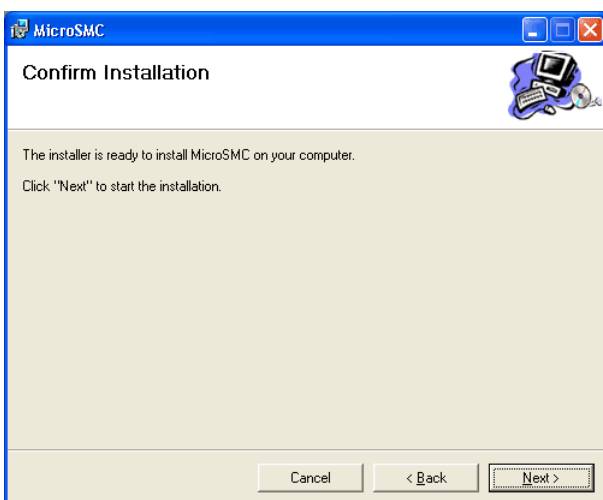 MicroSMC
Confirm Installation
The installer is ready to install MicroSMC on your computer.
Click "Next" to start the installation.
Cancel
< Back
Next >